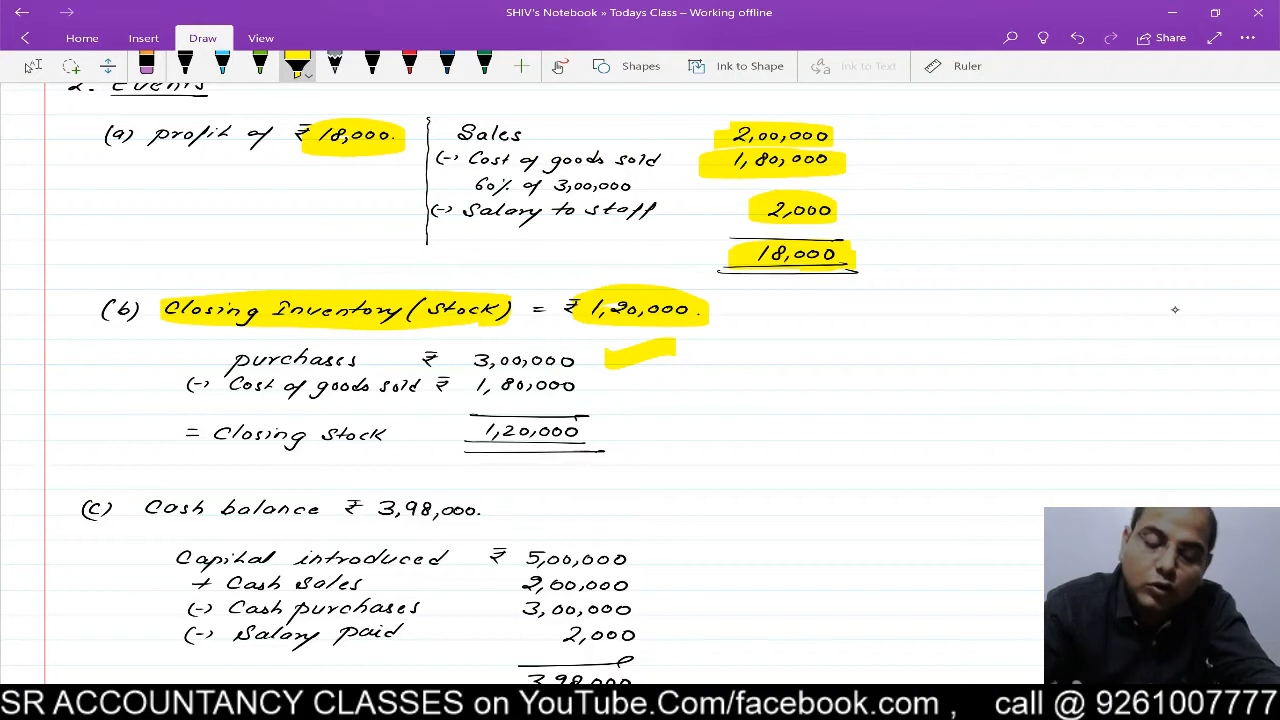 SHIV's Notebook » Todays Class – Working offline
Home Insert Draw View Share
Shapes Ink to Shape Ink to Text Ruler
2. Events
(a) profit of ₹ 18,000. Sales 2,00,000
(-) Cost of goods sold 1,80,000
60% of 3,00,000
(-) Salary to staff 2,000
18,000
(b) Closing Inventory (Stock) = ₹ 1,20,000.
purchases ₹ 3,00,000
(-) Cost of goods sold ₹ 1,80,000
= Closing stock 1,20,000
(c) Cash balance ₹ 3,98,000.
Capital introduced ₹ 5,00,000
+ Cash sales 2,00,000
(-) Cash purchases 3,00,000
(-) Salary paid 2,000
3,98,000
SR ACCOUNTANCY CLASSES on YouTube.Com/facebook.com , call @ 9261007777